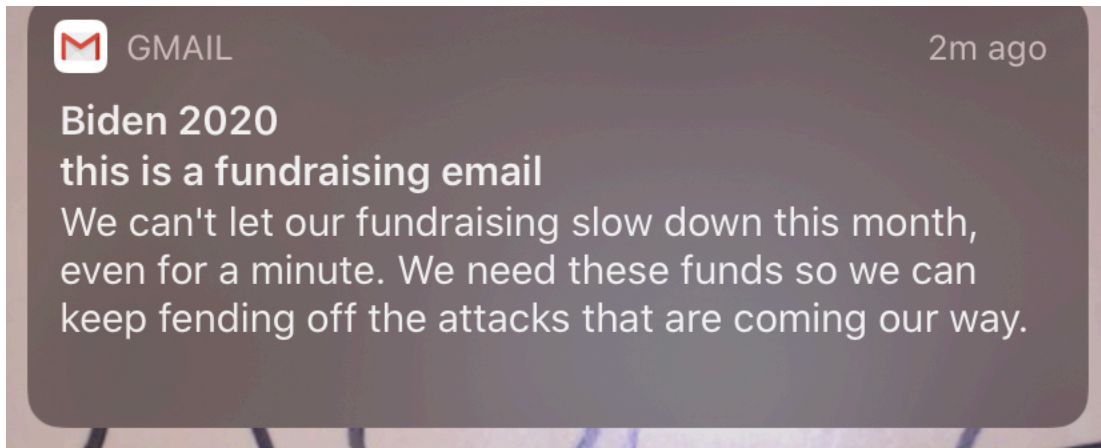 GMAIL 2m ago
Biden 2020
this is a fundraising email
We can't let our fundraising slow down this month,
even for a minute. We need these funds so we can
keep fending off the attacks that are coming our way.